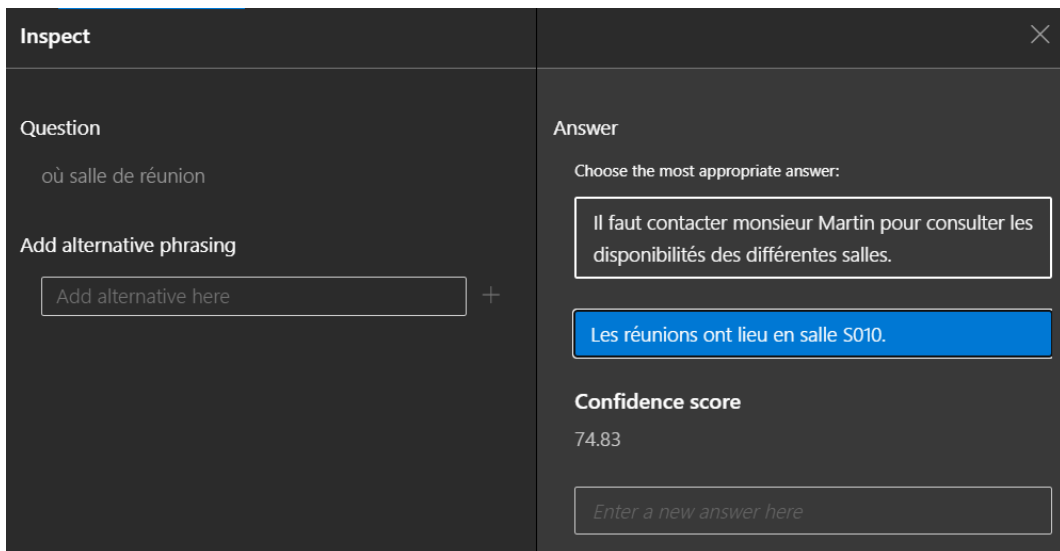 Inspect
Question
où salle de réunion
Add alternative phrasing
Add alternative here
Answer
Choose the most appropriate answer:
Il faut contacter monsieur Martin pour consulter les
disponibilités des différentes salles.
Les réunions ont lieu en salle S010.
Confidence score
74.83
Enter a new answer here